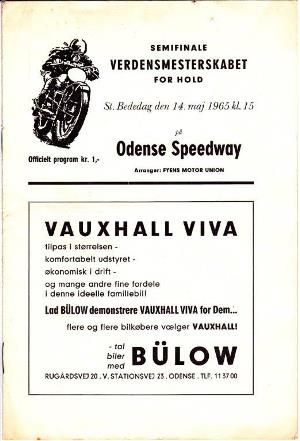 SEMIFINALE
VERDENSMESTERSKABET
FOR HOLD
St. Bededag den 14. maj 1965 kl. 15
på
Odense Speedway
Arrangør: FYENS MOTOR UNION
Officielt program kr. 1,-
VAUXHALL VIVA
tilpas i størrelsen -
komfortabelt udstyret -
økonomisk i drift -
og mange andre fine fordele
i denne ideelle familiebil!
Lad BÜLOW demonstrere VAUXHALL VIVA for Dem...
flere og flere bilkøbere vælger VAUXHALL!
- tal
biler
med
BÜLOW
RUGÅRDSVEJ 20 . V. STATIONSVEJ 23 . ODENSE . TLF. 11 37 00